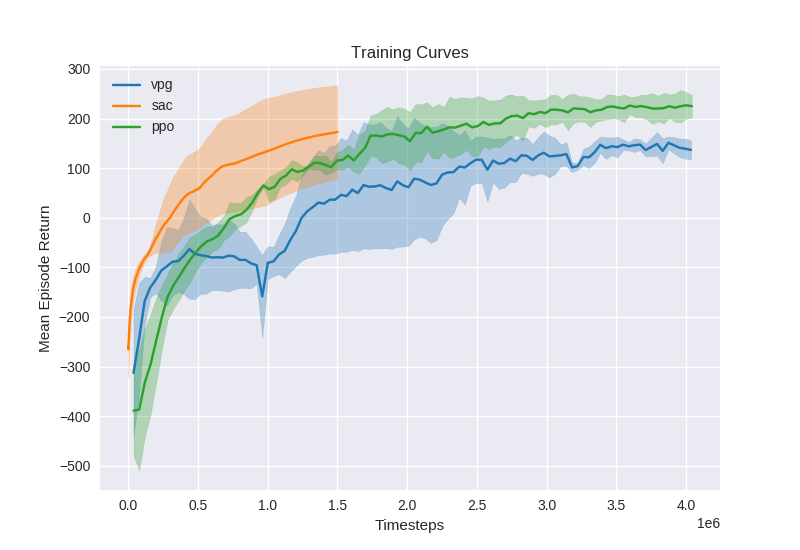 Training Curves
vpg
sac
ppo
Mean Episode Return
300
200
100
0
−100
−200
−300
−400
−500
0.0 0.5 1.0 1.5 2.0 2.5 3.0 3.5 4.0
1e6
Timesteps